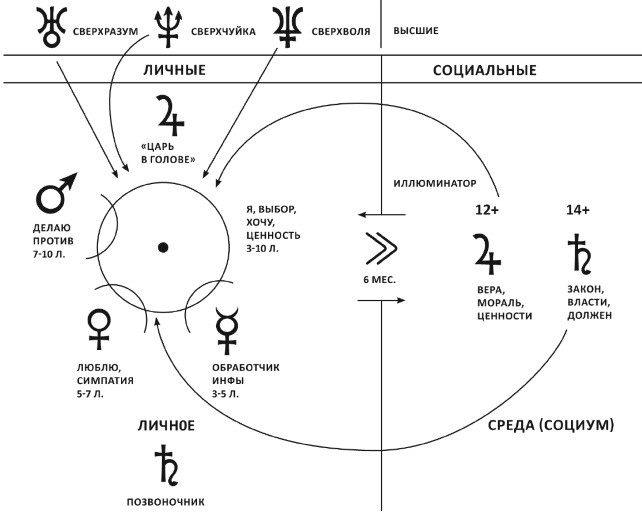 СВЕРХРАЗУМ
СВЕРХЧУЙКА
СВЕРХВОЛЯ
ВЫСШИЕ
ЛИЧНЫЕ
СОЦИАЛЬНЫЕ
«ЦАРЬ
В ГОЛОВЕ»
ДЕЛАЮ
ПРОТИВ
7-10 Л.
Я, ВЫБОР,
ХОЧУ,
ЦЕННОСТЬ
3-10 Л.
ИЛЛЮМИНАТОР
12+
14+
6 МЕС.
ВЕРА,
МОРАЛЬ,
ЦЕННОСТИ
ЗАКОН,
ВЛАСТИ,
ДОЛЖЕН
ЛЮБЛЮ,
СИМПАТИЯ
5-7 Л.
ОБРАБОТЧИК
ИНФЫ
3-5 Л.
ЛИЧН0Е
СРЕДА (СОЦИУМ)
ПОЗВОНОЧНИК